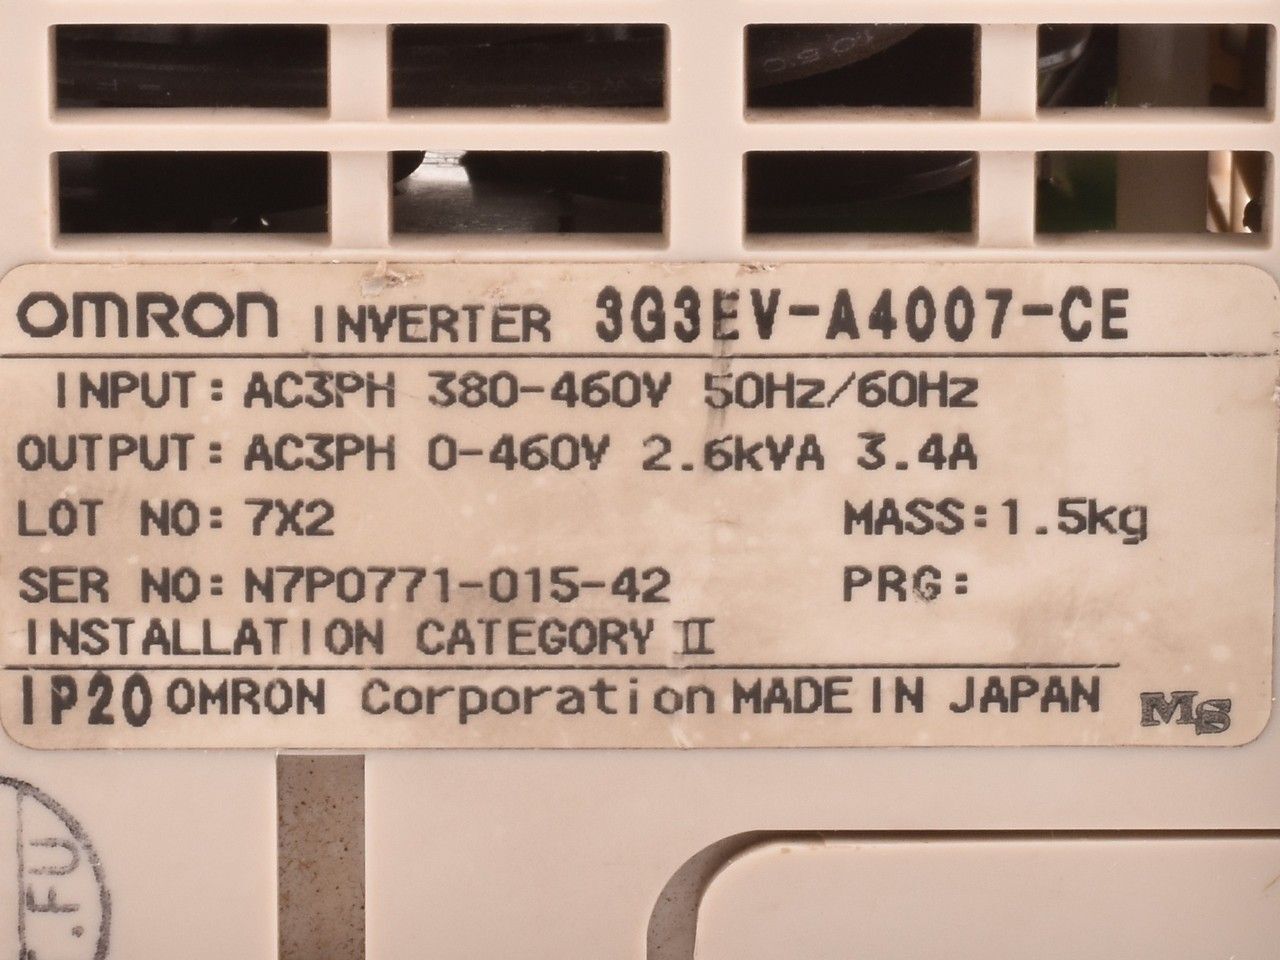 OMRON INVERTER 3G3EV-A4007-CE
INPUT: AC3PH 380-460V 50Hz/60Hz
OUTPUT: AC3PH 0-460V 2.6kVA 3.4A
LOT NO: 7X2 MASS:1.5kg
SER NO: N7P0771-015-42 PRG:
INSTALLATION CATEGORY II
IP20 OMRON Corporation MADE IN JAPAN MS
.FU